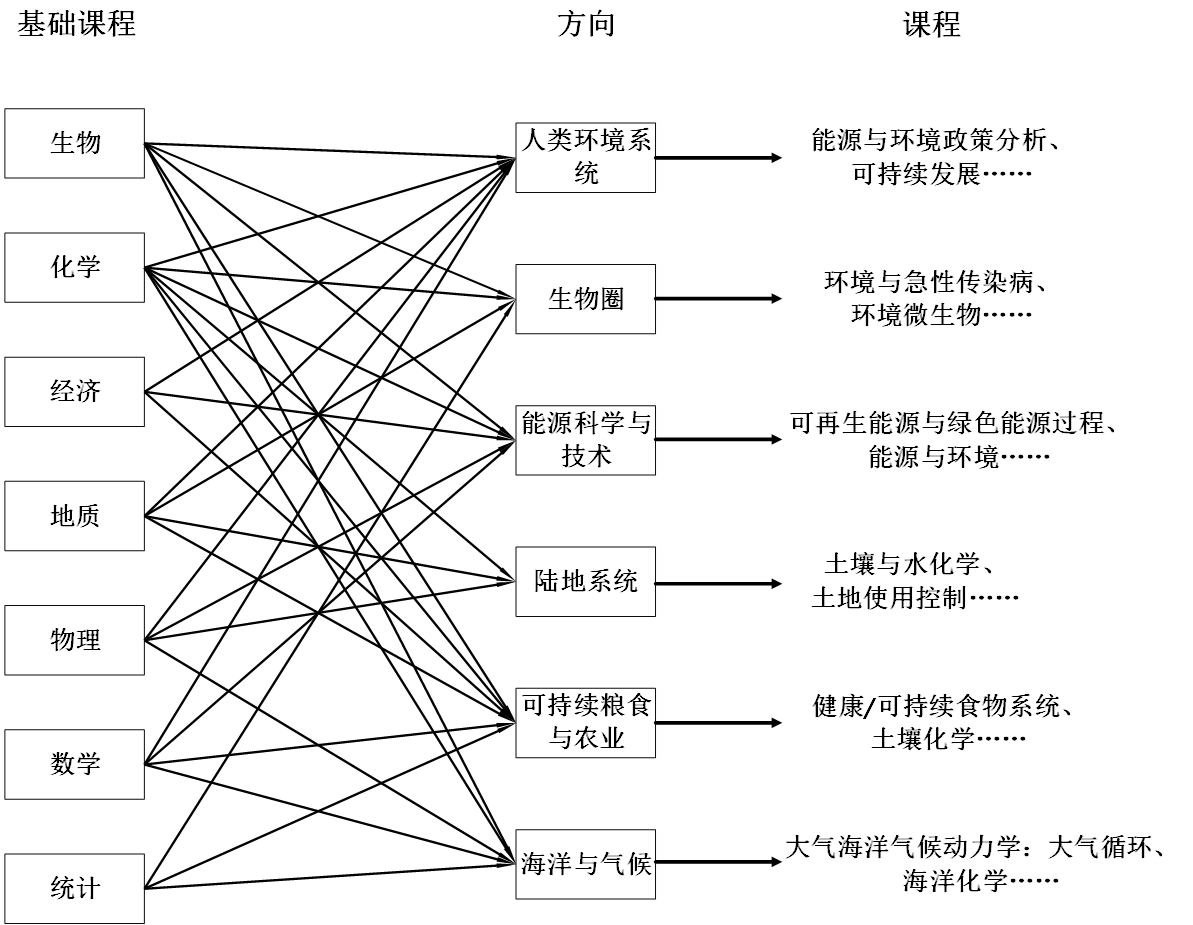 基础课程
方向
课程
生物
人类环境系
统
能源与环境政策分析、
可持续发展……
化学
生物圈
环境与急性传染病、
环境微生物……
经济
能源科学与
技术
可再生能源与绿色能源过程、
能源与环境……
地质
陆地系统
土壤与水化学、
土地使用控制……
物理
可持续粮食
与农业
健康/可持续食物系统、
土壤化学……
数学
海洋与气候
大气海洋气候动力学：大气循环、
海洋化学……
统计